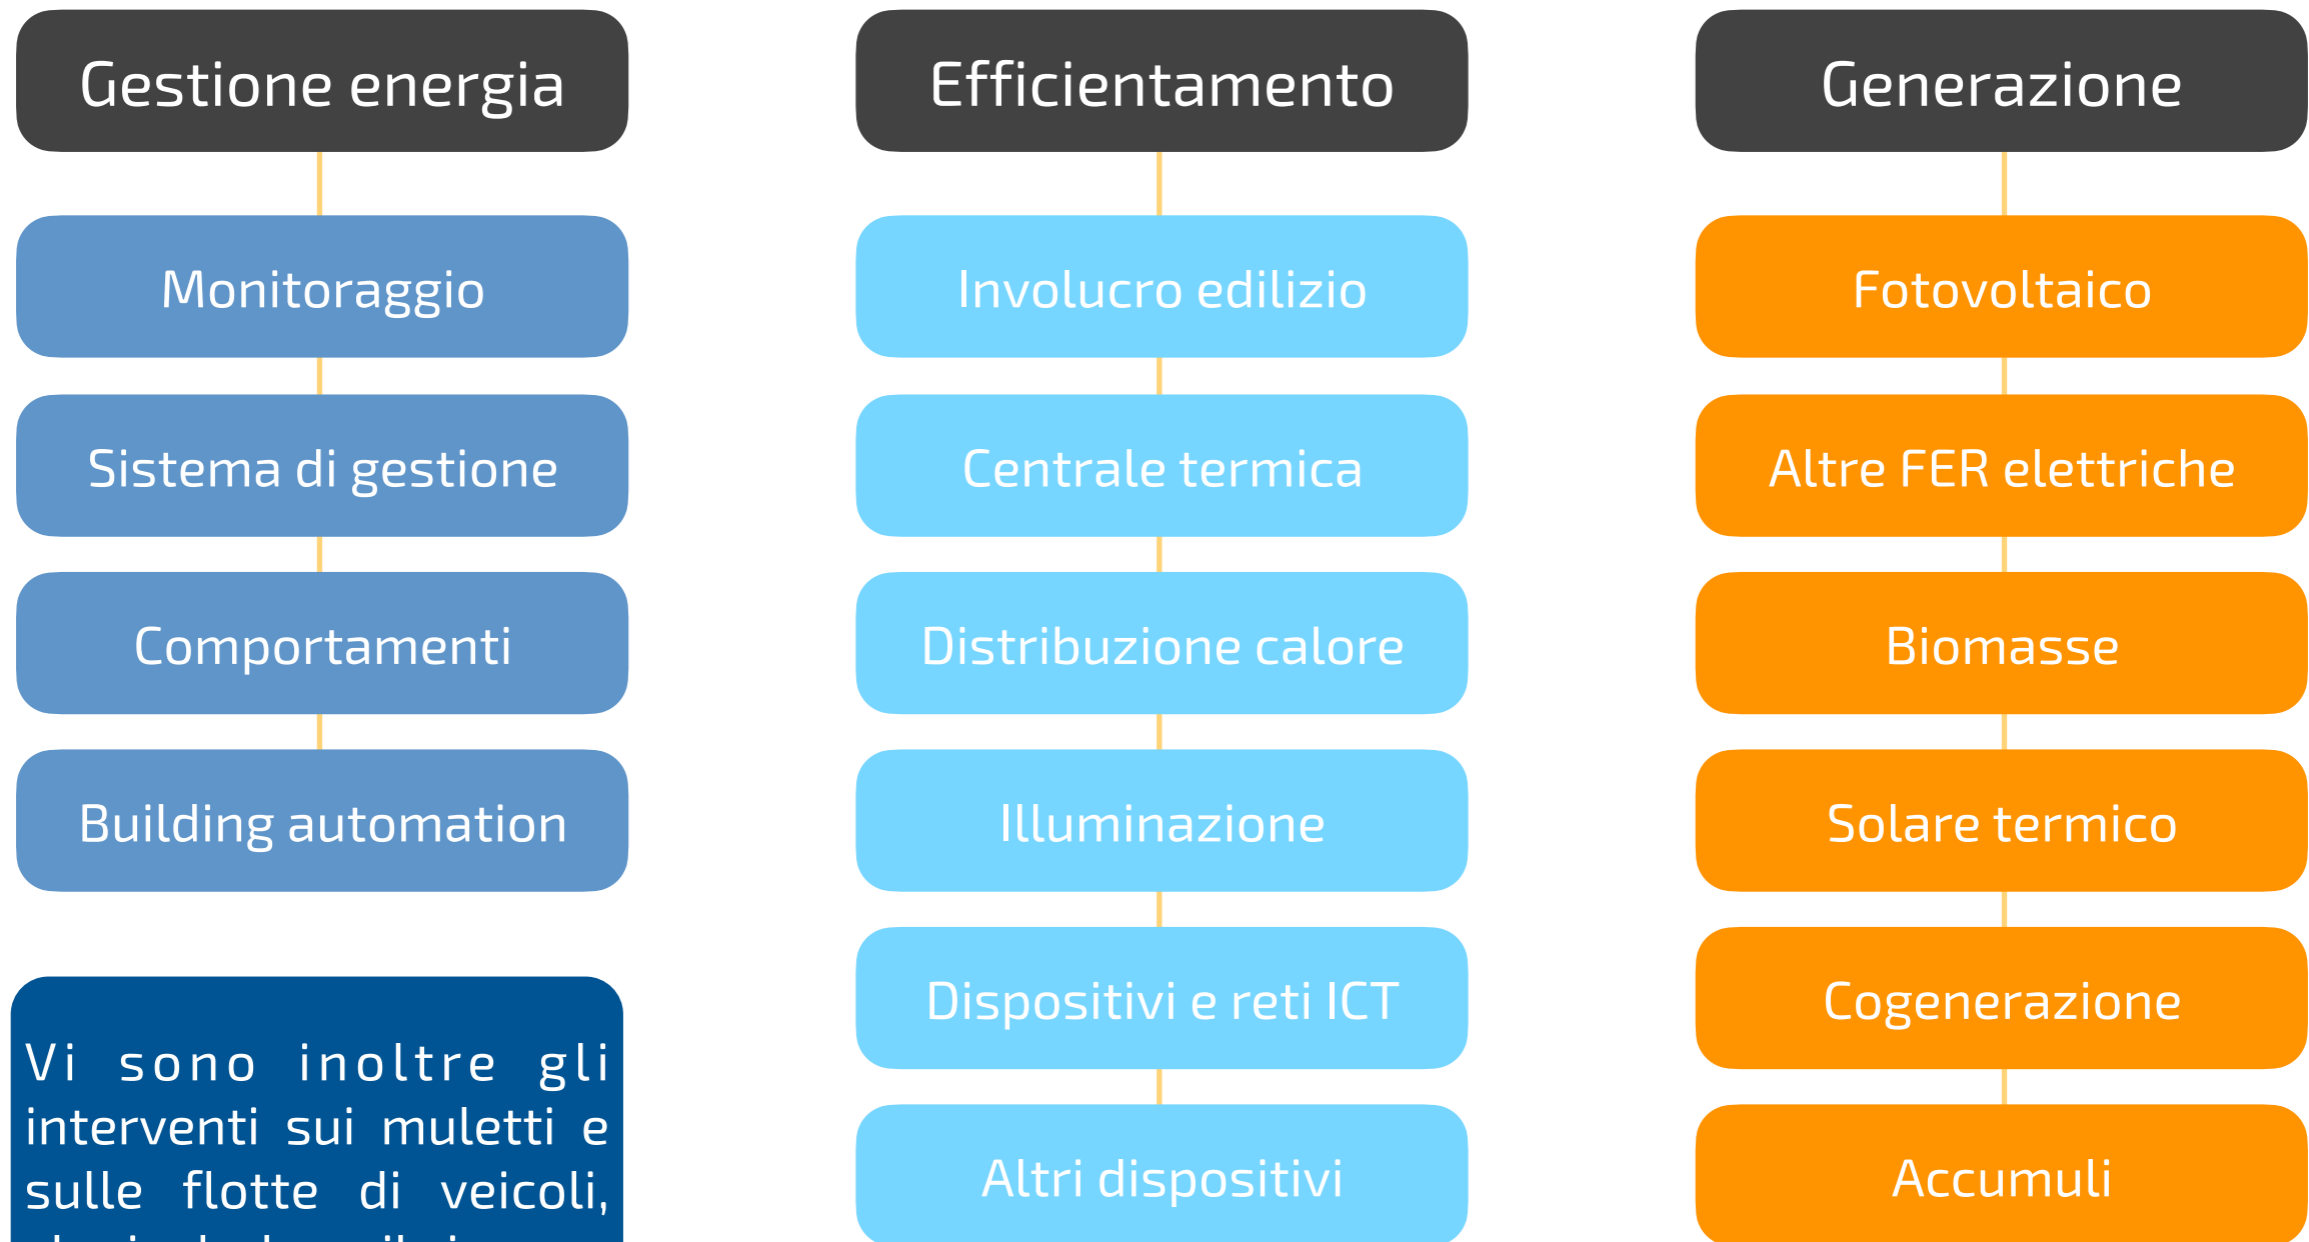 Gestione energia
Monitoraggio
Sistema di gestione
Comportamenti
Building automation
Vi sono inoltre gli
interventi sui muletti e
sulle flotte di veicoli,
Efficientamento
Involucro edilizio
Centrale termica
Distribuzione calore
Illuminazione
Dispositivi e reti ICT
Altri dispositivi
Generazione
Fotovoltaico
Altre FER elettriche
Biomasse
Solare termico
Cogenerazione
Accumuli